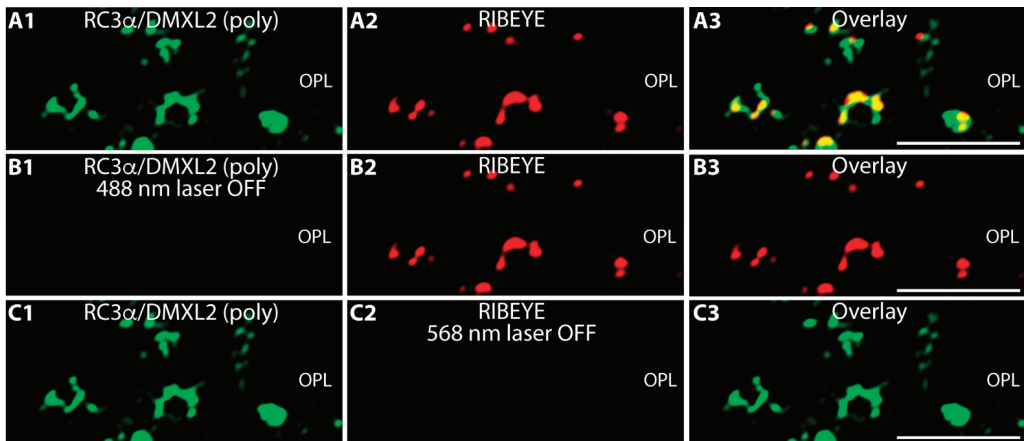 A1 RC3α/DMXL2 (poly)
OPL
A2 RIBEYE
OPL
A3 Overlay
OPL
B1 RC3α/DMXL2 (poly)
488 nm laser OFF
OPL
B2 RIBEYE
OPL
B3 Overlay
OPL
C1 RC3α/DMXL2 (poly)
OPL
C2 RIBEYE
568 nm laser OFF
OPL
C3 Overlay
OPL